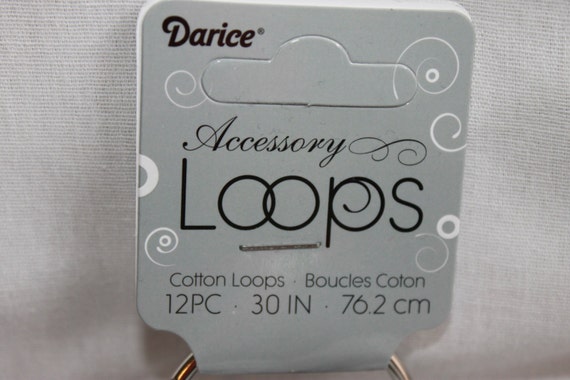 Darice®
Accessory
Loops
Cotton Loops · Boucles Coton
12PC · 30 IN · 76.2 cm